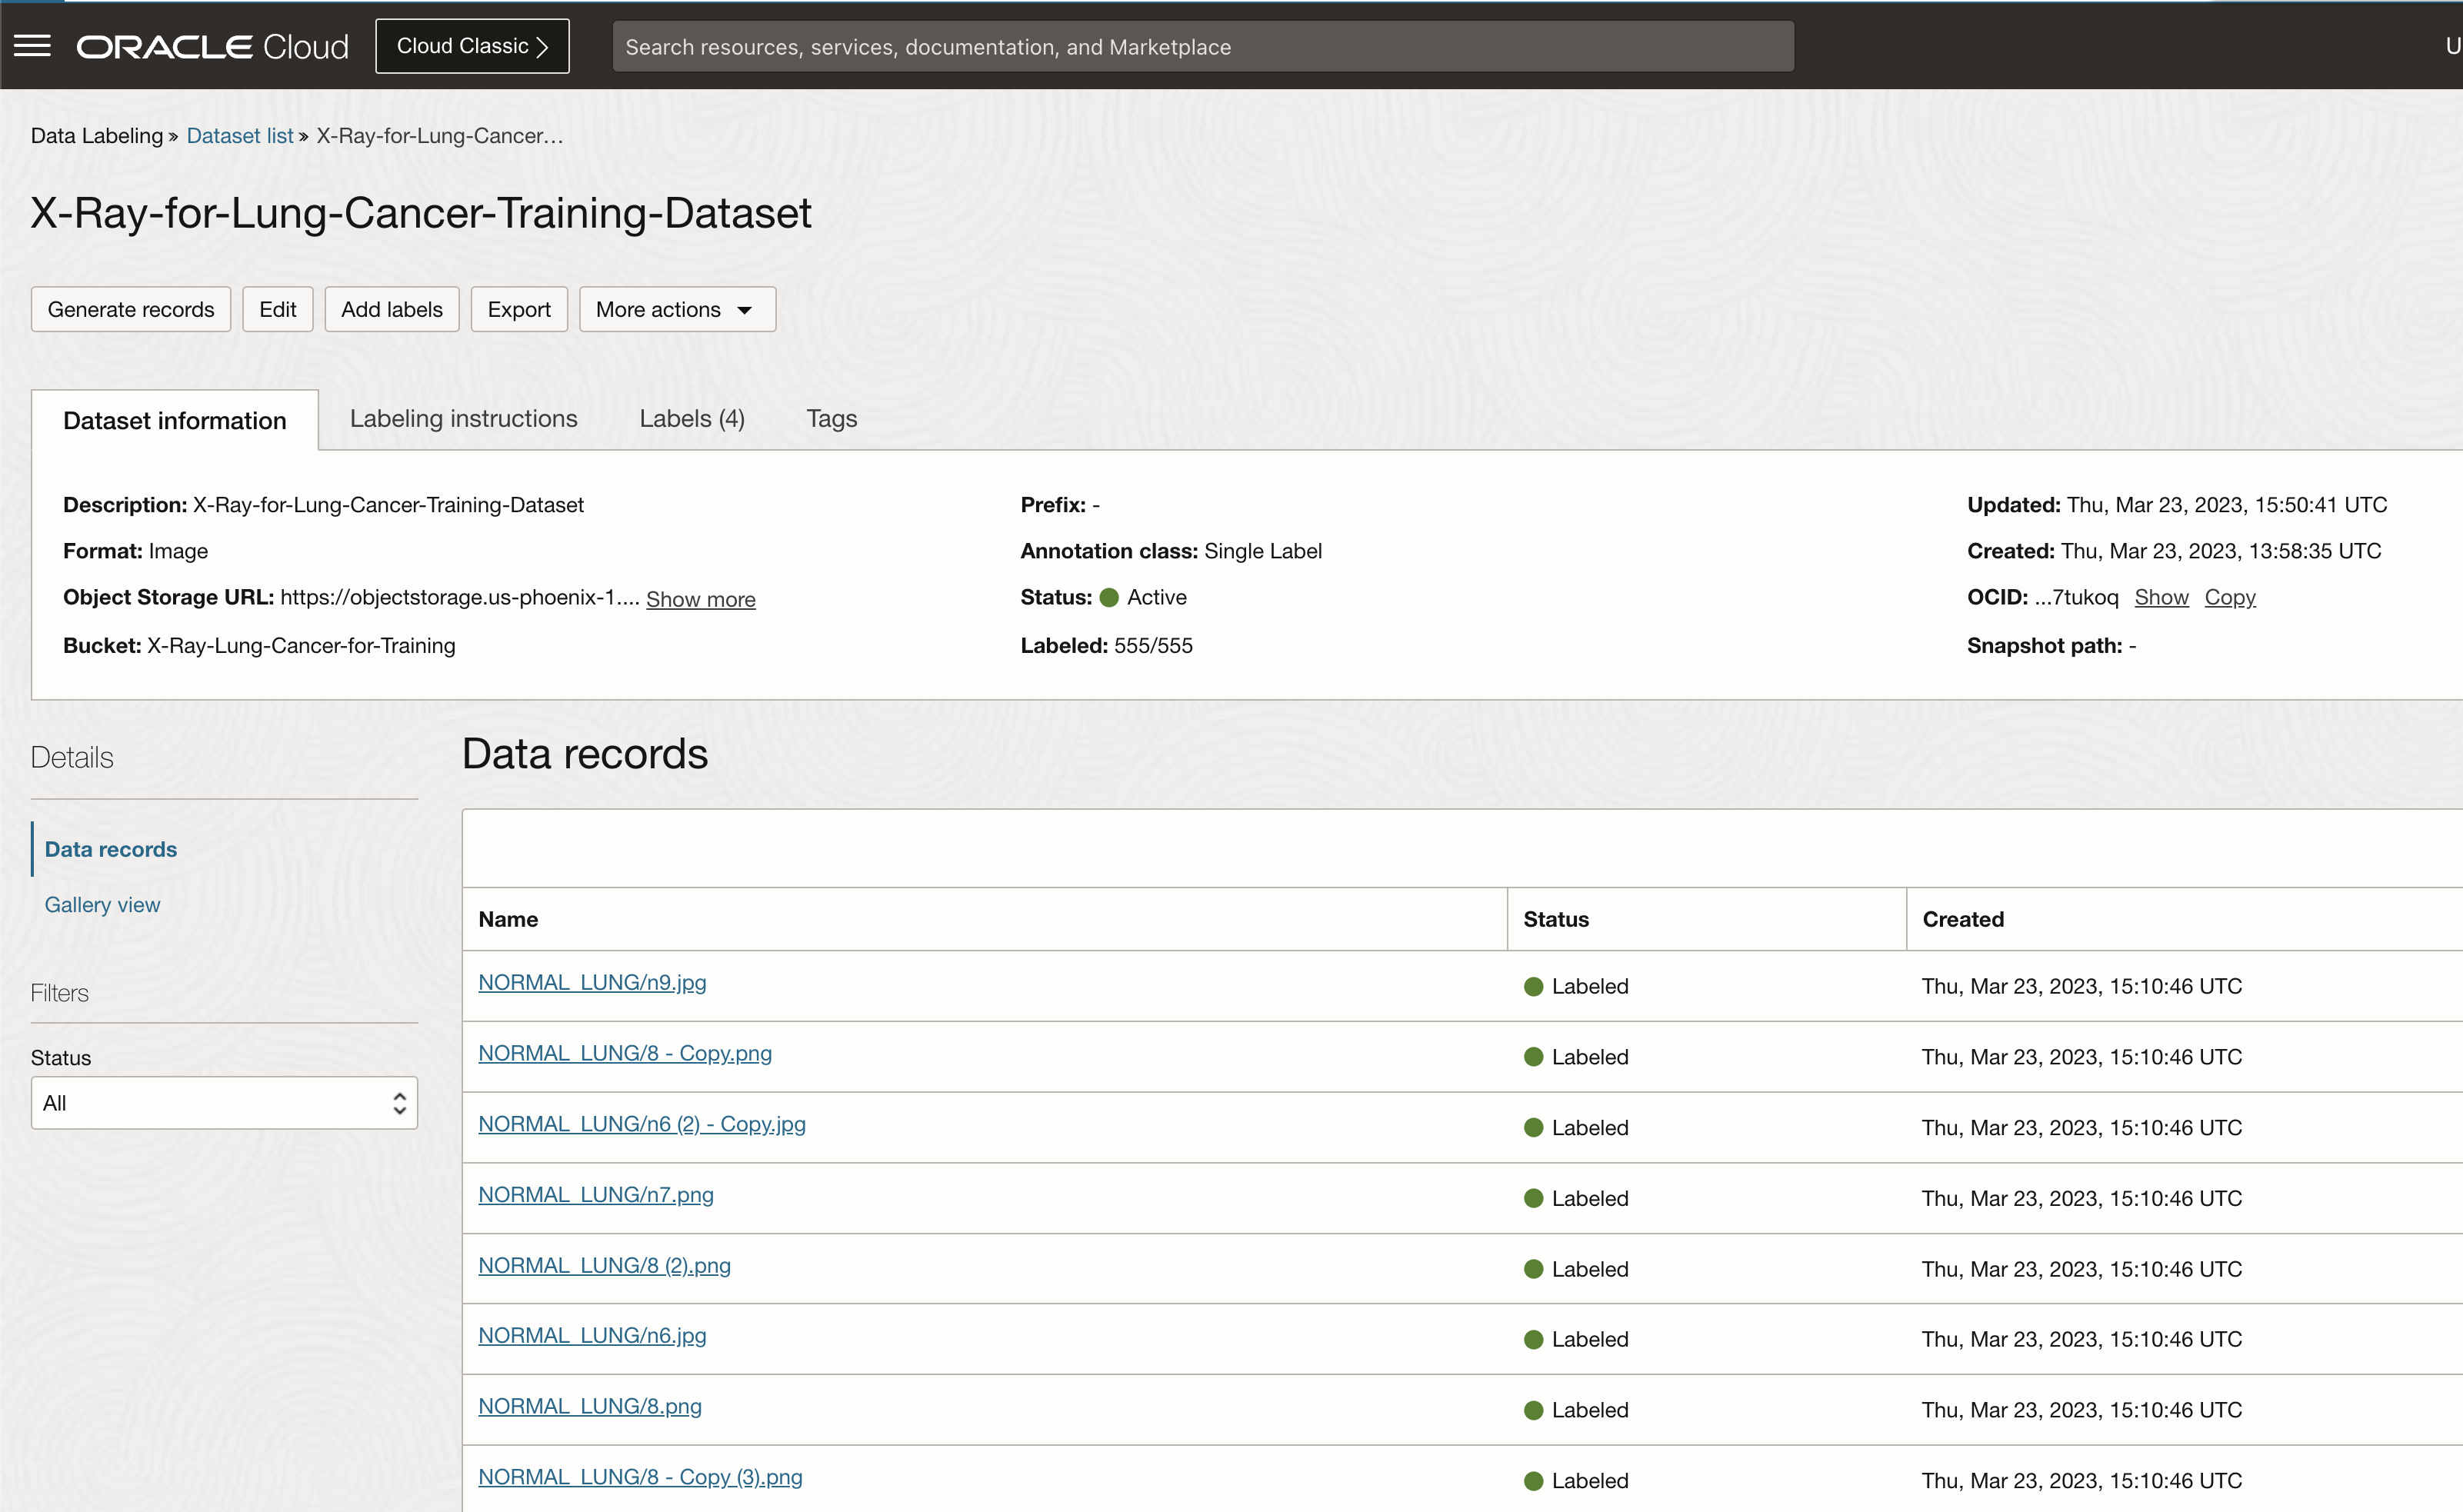 ORACLE Cloud
Cloud Classic
Search resources, services, documentation, and Marketplace
Data Labeling » Dataset list » X-Ray-for-Lung-Cancer...
X-Ray-for-Lung-Cancer-Training-Dataset
Generate records Edit Add labels Export More actions
Dataset information Labeling instructions Labels (4) Tags
Description: X-Ray-for-Lung-Cancer-Training-Dataset Prefix: - Updated: Thu, Mar 23, 2023, 15:50:41 UTC
Format: Image Annotation class: Single Label Created: Thu, Mar 23, 2023, 13:58:35 UTC
Object Storage URL: https://objectstorage.us-phoenix-1.... Show more Status: Active OCID: ...7tukoq Show Copy
Bucket: X-Ray-Lung-Cancer-for-Training Labeled: 555/555 Snapshot path: -
Details
Data records
Gallery view
Filters
Status
All
Data records
Name Status Created
NORMAL_LUNG/n9.jpg Labeled Thu, Mar 23, 2023, 15:10:46 UTC
NORMAL_LUNG/8 - Copy.png Labeled Thu, Mar 23, 2023, 15:10:46 UTC
NORMAL_LUNG/n6 (2) - Copy.jpg Labeled Thu, Mar 23, 2023, 15:10:46 UTC
NORMAL_LUNG/n7.png Labeled Thu, Mar 23, 2023, 15:10:46 UTC
NORMAL_LUNG/8 (2).png Labeled Thu, Mar 23, 2023, 15:10:46 UTC
NORMAL_LUNG/n6.jpg Labeled Thu, Mar 23, 2023, 15:10:46 UTC
NORMAL_LUNG/8.png Labeled Thu, Mar 23, 2023, 15:10:46 UTC
NORMAL_LUNG/8 - Copy (3).png Labeled Thu, Mar 23, 2023, 15:10:46 UTC